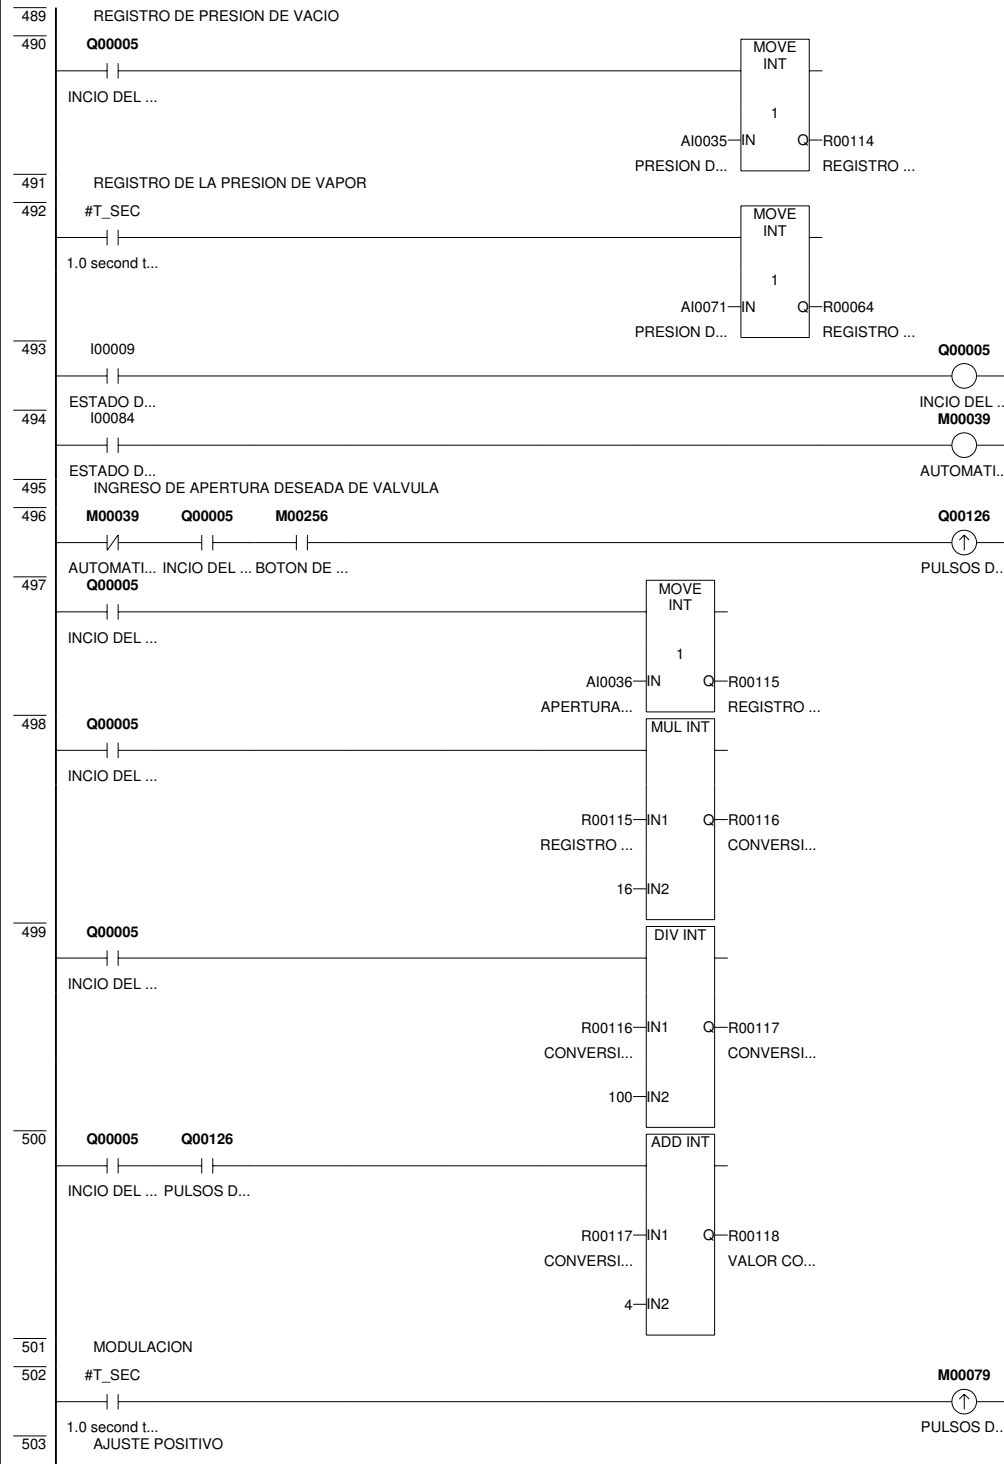 489 REGISTRO DE PRESION DE VACIO
490 Q00005 MOVE
INT
INCIO DEL ...
1
AI0035 IN Q R00114
PRESION D... REGISTRO ...
491 REGISTRO DE LA PRESION DE VAPOR
492 #T_SEC MOVE
INT
1.0 second t...
1
AI0071 IN Q R00064
PRESION D... REGISTRO ...
493 I00009 Q00005
ESTADO D... INCIO DEL ..
494 I00084 M00039
ESTADO D... AUTOMATI...
495 INGRESO DE APERTURA DESEADA DE VALVULA
496 M00039 Q00005 M00256 Q00126
AUTOMATI... INCIO DEL ... BOTON DE ... PULSOS D..
497 Q00005 MOVE
INT
INCIO DEL ...
1
AI0036 IN Q R00115
APERTURA... REGISTRO ...
498 Q00005 MUL INT
INCIO DEL ...
R00115 IN1 Q R00116
REGISTRO ... CONVERSI...
16 IN2
499 Q00005 DIV INT
INCIO DEL ...
R00116 IN1 Q R00117
CONVERSI... CONVERSI...
100 IN2
500 Q00005 Q00126 ADD INT
INCIO DEL ... PULSOS D...
R00117 IN1 Q R00118
CONVERSI... VALOR CO...
4 IN2
501 MODULACION
502 #T_SEC M00079
1.0 second t... PULSOS D..
503 AJUSTE POSITIVO